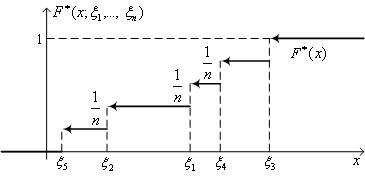 F*(x; ξ₁,..., ξₙ)
1
F*(x)
1/n
1/n
1/n
1/n
ξ₅ ξ₂ ξ₁ ξ₄ ξ₃ x